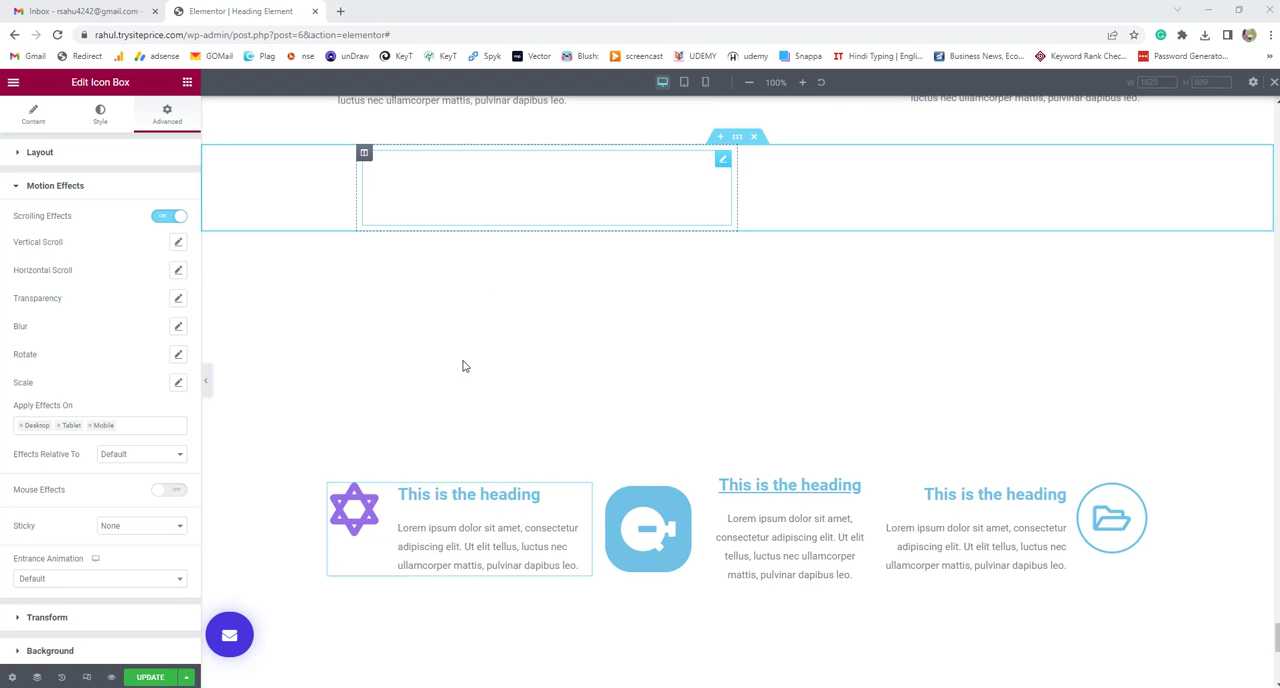 Inbox - rsahu4242@gmail.com -
Elementor | Heading Element
rahul.trysiteprice.com/wp-admin/post.php?post=6&action=elementor#
Gmail
Redirect
adsense
GOMail
Plag
nse
unDraw
KeyT
KeyT
Spyk
Vector
Blush:
screencast
UDEMY
udemy
Snappa
Hindi Typing | Engli...
Business News, Eco...
Keyword Rank Chec...
Password Generato...
»
Edit Icon Box
100%
W 1629 H 889
Content
Style
Advanced
Layout
Motion Effects
Scrolling Effects
ON
Vertical Scroll
Horizontal Scroll
Transparency
Blur
Rotate
Scale
Apply Effects On
× Desktop × Tablet × Mobile
Effects Relative To
Default
Mouse Effects
OFF
Sticky
None
Entrance Animation
Default
Transform
Background
UPDATE
luctus nec ullamcorper mattis, pulvinar dapibus leo.
luctus nec ullamcorper mattis, pulvinar dapibus leo.
This is the heading
Lorem ipsum dolor sit amet, consectetur
adipiscing elit. Ut elit tellus, luctus nec
ullamcorper mattis, pulvinar dapibus leo.
This is the heading
Lorem ipsum dolor sit amet,
consectetur adipiscing elit. Ut elit
tellus, luctus nec ullamcorper
mattis, pulvinar dapibus leo.
This is the heading
Lorem ipsum dolor sit amet, consectetur
adipiscing elit. Ut elit tellus, luctus nec
ullamcorper mattis, pulvinar dapibus leo.